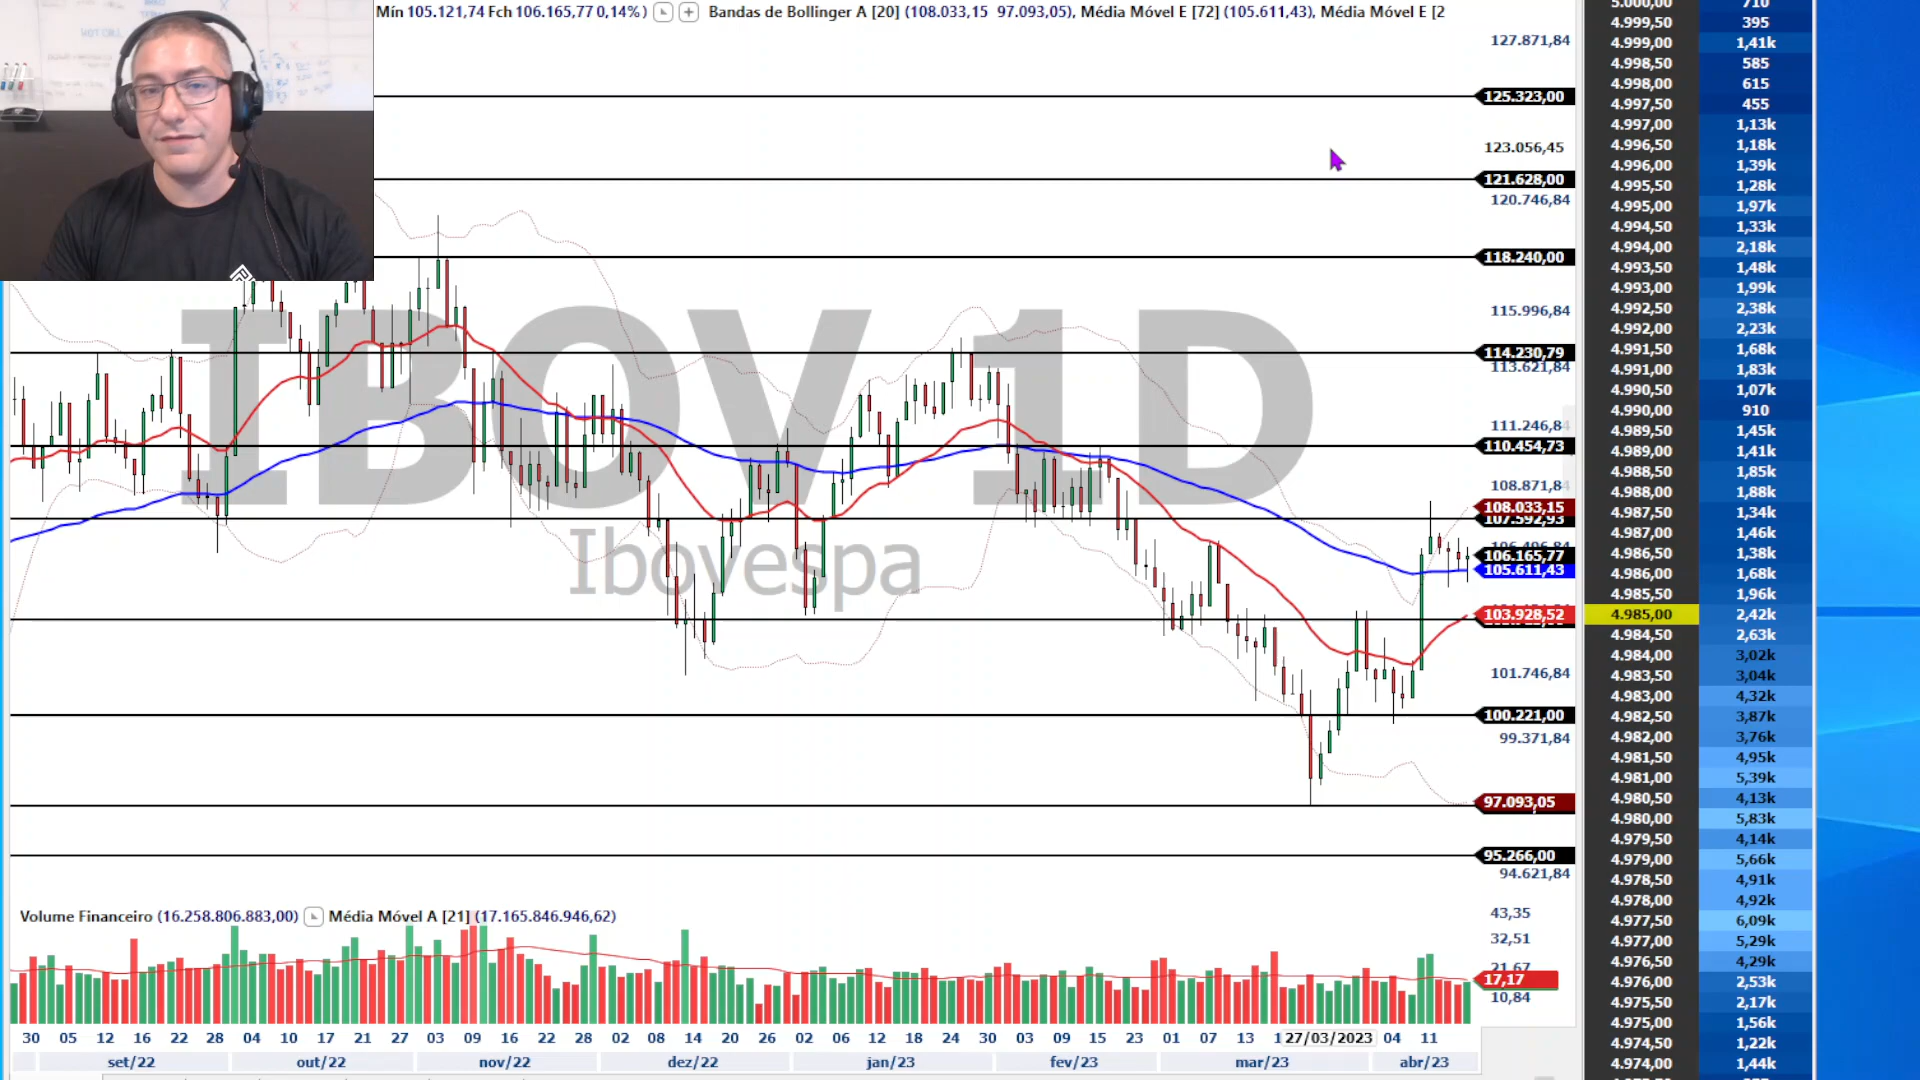 Mín 105.121,74 Fch 106.165,77 0,14%) Bandas de Bollinger A [20] (108.033,15 97.093,05), Média Móvel E [72] (105.611,43), Média Móvel E [2
127.871,84
125.323,00
123.056,45
121.628,00
120.746,84
118.240,00
115.996,84
114.230,79
113.621,84
111.246,84
110.454,73
108.871,84
108.033,15
107.592,93
106.165,77
105.611,43
103.928,52
101.746,84
100.221,00
99.371,84
97.093,05
95.266,00
94.621,84
IBOV 1D
Ibovespa
Volume Financeiro (16.258.806.883,00) Média Móvel A [21] (17.165.846.946,62)
43,35
32,51
21,67
17,17
10,84
30 05 12 16 22 28 04 10 17 21 27 03 09 16 22 28 02 08 14 20 26 02 06 12 18 24 30 03 09 15 23 01 07 13 27/03/2023 04 11
set/22 out/22 nov/22 dez/22 jan/23 fev/23 mar/23 abr/23
5.000,00 710
4.999,50 395
4.999,00 1,41k
4.998,50 585
4.998,00 615
4.997,50 455
4.997,00 1,13k
4.996,50 1,18k
4.996,00 1,39k
4.995,50 1,28k
4.995,00 1,97k
4.994,50 1,33k
4.994,00 2,18k
4.993,50 1,48k
4.993,00 1,99k
4.992,50 2,38k
4.992,00 2,23k
4.991,50 1,68k
4.991,00 1,83k
4.990,50 1,07k
4.990,00 910
4.989,50 1,45k
4.989,00 1,41k
4.988,50 1,85k
4.988,00 1,88k
4.987,50 1,34k
4.987,00 1,46k
4.986,50 1,38k
4.986,00 1,68k
4.985,50 1,96k
4.985,00 2,42k
4.984,50 2,63k
4.984,00 3,02k
4.983,50 3,04k
4.983,00 4,32k
4.982,50 3,87k
4.982,00 3,76k
4.981,50 4,95k
4.981,00 5,39k
4.980,50 4,13k
4.980,00 5,83k
4.979,50 4,14k
4.979,00 5,66k
4.978,50 4,91k
4.978,00 4,92k
4.977,50 6,09k
4.977,00 5,29k
4.976,50 4,29k
4.976,00 2,53k
4.975,50 2,17k
4.975,00 1,56k
4.974,50 1,22k
4.974,00 1,44k